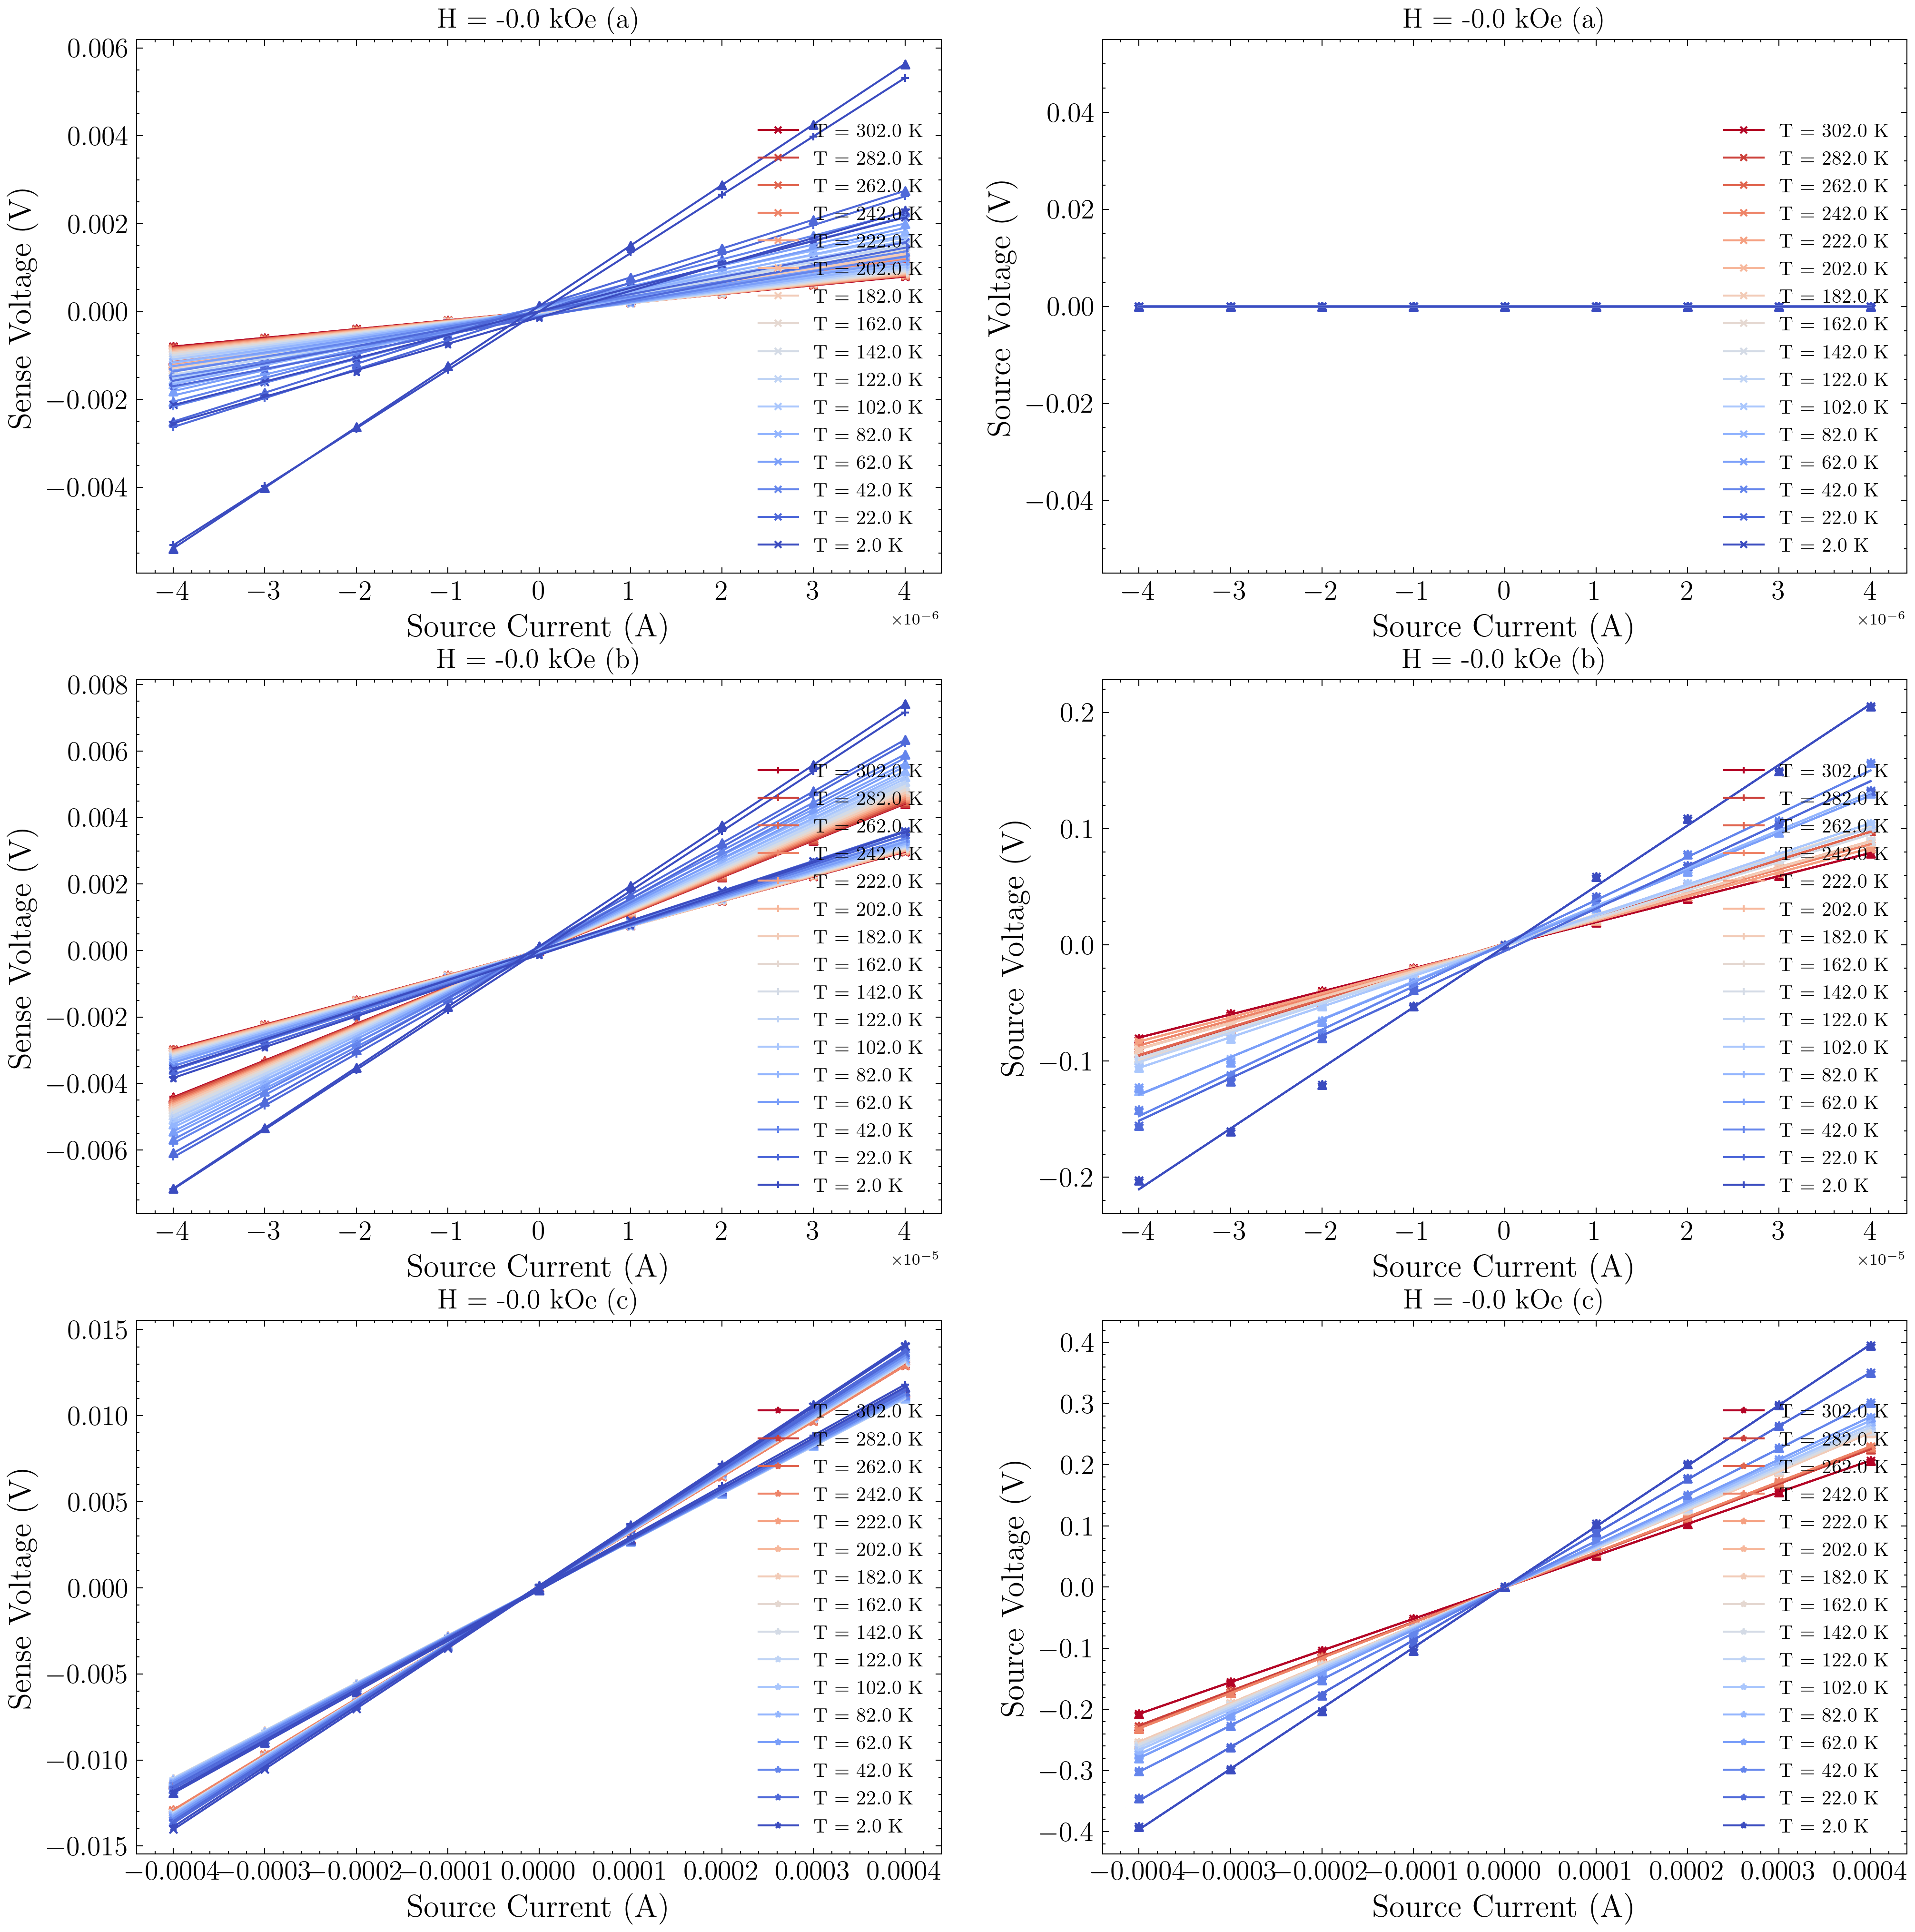 H = -0.0 kOe (a)
Sense Voltage (V)
0.006
0.004
0.002
0.000
−0.002
−0.004
T = 302.0 K
T = 282.0 K
T = 262.0 K
T = 242.0 K
T = 222.0 K
T = 202.0 K
T = 182.0 K
T = 162.0 K
T = 142.0 K
T = 122.0 K
T = 102.0 K
T = 82.0 K
T = 62.0 K
T = 42.0 K
T = 22.0 K
T = 2.0 K
−4 −3 −2 −1 0 1 2 3 4
×10⁻⁶
Source Current (A)
H = -0.0 kOe (a)
Source Voltage (V)
0.04
0.02
0.00
−0.02
−0.04
T = 302.0 K
T = 282.0 K
T = 262.0 K
T = 242.0 K
T = 222.0 K
T = 202.0 K
T = 182.0 K
T = 162.0 K
T = 142.0 K
T = 122.0 K
T = 102.0 K
T = 82.0 K
T = 62.0 K
T = 42.0 K
T = 22.0 K
T = 2.0 K
−4 −3 −2 −1 0 1 2 3 4
×10⁻⁶
Source Current (A)
H = -0.0 kOe (b)
Sense Voltage (V)
0.008
0.006
0.004
0.002
0.000
−0.002
−0.004
−0.006
T = 302.0 K
T = 282.0 K
T = 262.0 K
T = 242.0 K
T = 222.0 K
T = 202.0 K
T = 182.0 K
T = 162.0 K
T = 142.0 K
T = 122.0 K
T = 102.0 K
T = 82.0 K
T = 62.0 K
T = 42.0 K
T = 22.0 K
T = 2.0 K
−4 −3 −2 −1 0 1 2 3 4
×10⁻⁵
Source Current (A)
H = -0.0 kOe (b)
Source Voltage (V)
0.2
0.1
0.0
−0.1
−0.2
T = 302.0 K
T = 282.0 K
T = 262.0 K
T = 242.0 K
T = 222.0 K
T = 202.0 K
T = 182.0 K
T = 162.0 K
T = 142.0 K
T = 122.0 K
T = 102.0 K
T = 82.0 K
T = 62.0 K
T = 42.0 K
T = 22.0 K
T = 2.0 K
−4 −3 −2 −1 0 1 2 3 4
×10⁻⁵
Source Current (A)
H = -0.0 kOe (c)
Sense Voltage (V)
0.015
0.010
0.005
0.000
−0.005
−0.010
−0.015
T = 302.0 K
T = 282.0 K
T = 262.0 K
T = 242.0 K
T = 222.0 K
T = 202.0 K
T = 182.0 K
T = 162.0 K
T = 142.0 K
T = 122.0 K
T = 102.0 K
T = 82.0 K
T = 62.0 K
T = 42.0 K
T = 22.0 K
T = 2.0 K
−0.0004 −0.0003 −0.0002 −0.0001 0.0000 0.0001 0.0002 0.0003 0.0004
Source Current (A)
H = -0.0 kOe (c)
Source Voltage (V)
0.4
0.3
0.2
0.1
0.0
−0.1
−0.2
−0.3
−0.4
T = 302.0 K
T = 282.0 K
T = 262.0 K
T = 242.0 K
T = 222.0 K
T = 202.0 K
T = 182.0 K
T = 162.0 K
T = 142.0 K
T = 122.0 K
T = 102.0 K
T = 82.0 K
T = 62.0 K
T = 42.0 K
T = 22.0 K
T = 2.0 K
−0.0004 −0.0003 −0.0002 −0.0001 0.0000 0.0001 0.0002 0.0003 0.0004
Source Current (A)